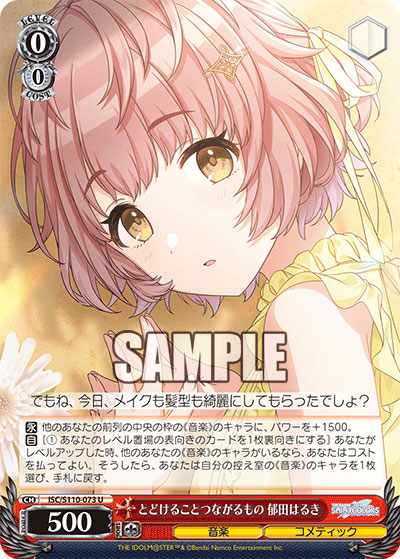 LEVEL
0
0
COST
SAMPLE
でもね、今日、メイクも髪型も綺麗にしてもらったでしょ？
永 他のあなたの前列の中央の枠の《音楽》のキャラに、パワーを＋1500。
自 ［① あなたのレベル置場の表向きのカードを1枚裏向きにする］ あなたが
レベルアップした時、他のあなたの《音楽》のキャラがいるなら、あなたはコスト
を払ってよい。そうしたら、あなたは自分の控え室の《音楽》のキャラを1枚
選び、手札に戻す。
CH
ISC/S110-073 U
とどけることつながるもの 郁田はるき
SHINYCOLORS
500
音楽
コメティック
THE IDOLM@STER™& ©Bandai Namco Entertainment Inc.